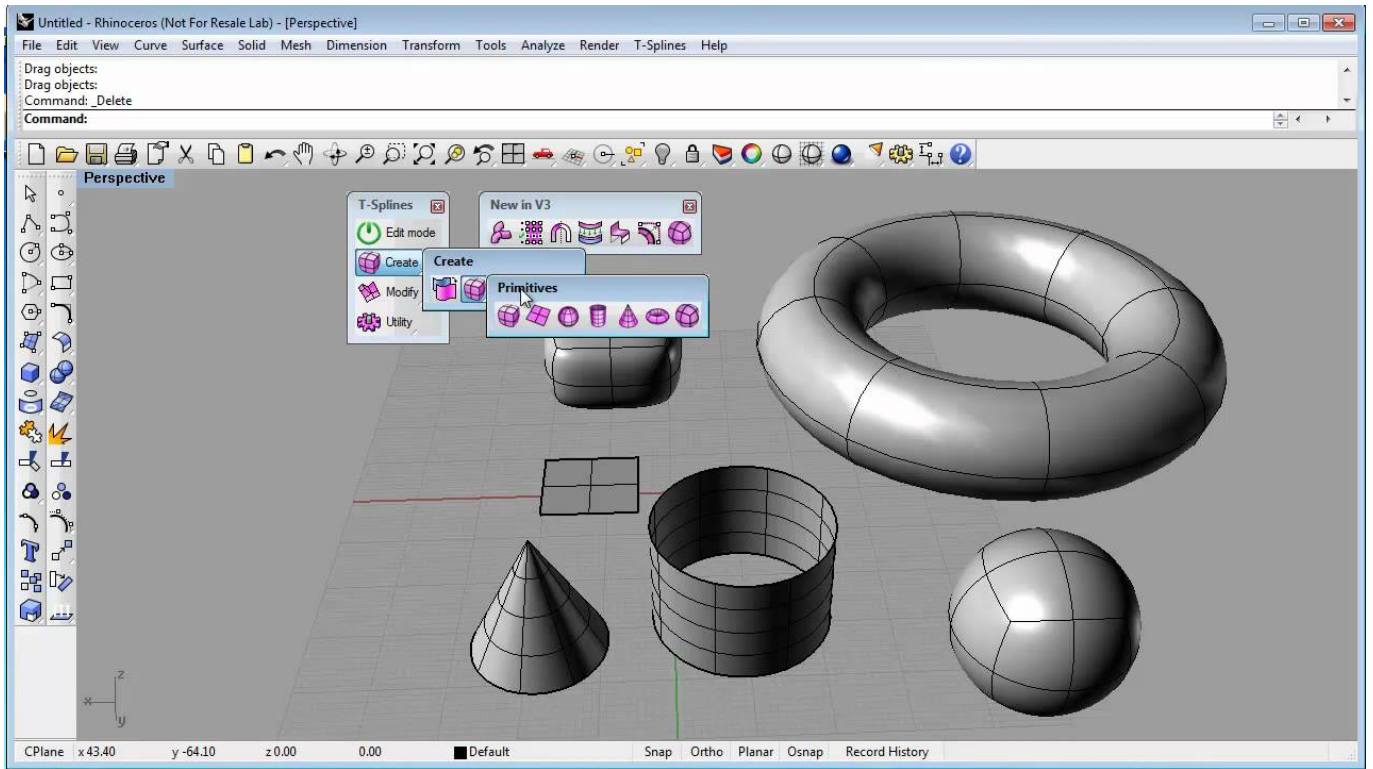 Untitled - Rhinoceros (Not For Resale Lab) - [Perspective]
File Edit View Curve Surface Solid Mesh Dimension Transform Tools Analyze Render T-Splines Help
Drag objects:
Drag objects:
Command: _Delete
Command:
Perspective
T-Splines
New in V3
Edit mode
Create
Create
Primitives
Modify
Utility
z
x
y
CPlane x 43.40 y -64.10 z 0.00 0.00 Default Snap Ortho Planar Osnap Record History